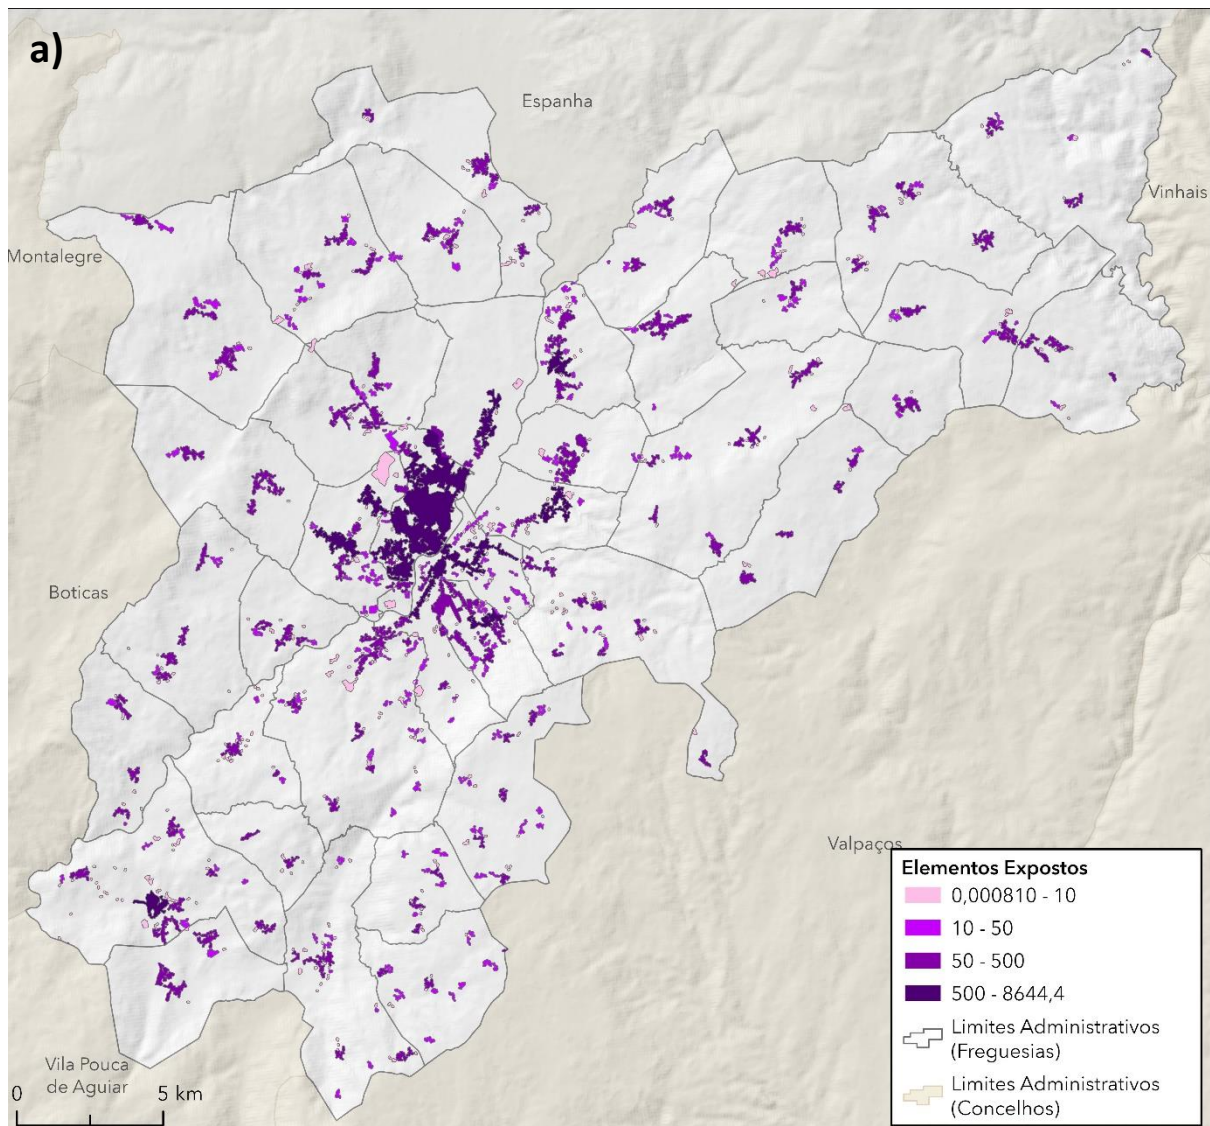 a)
Espanha
Vinhais
Montalegre
Boticas
Valpaços
Vila Pouca
de Aguiar
0 5 km
Elementos Expostos
0,000810 - 10
10 - 50
50 - 500
500 - 8644,4
Limites Administrativos
(Freguesias)
Limites Administrativos
(Concelhos)